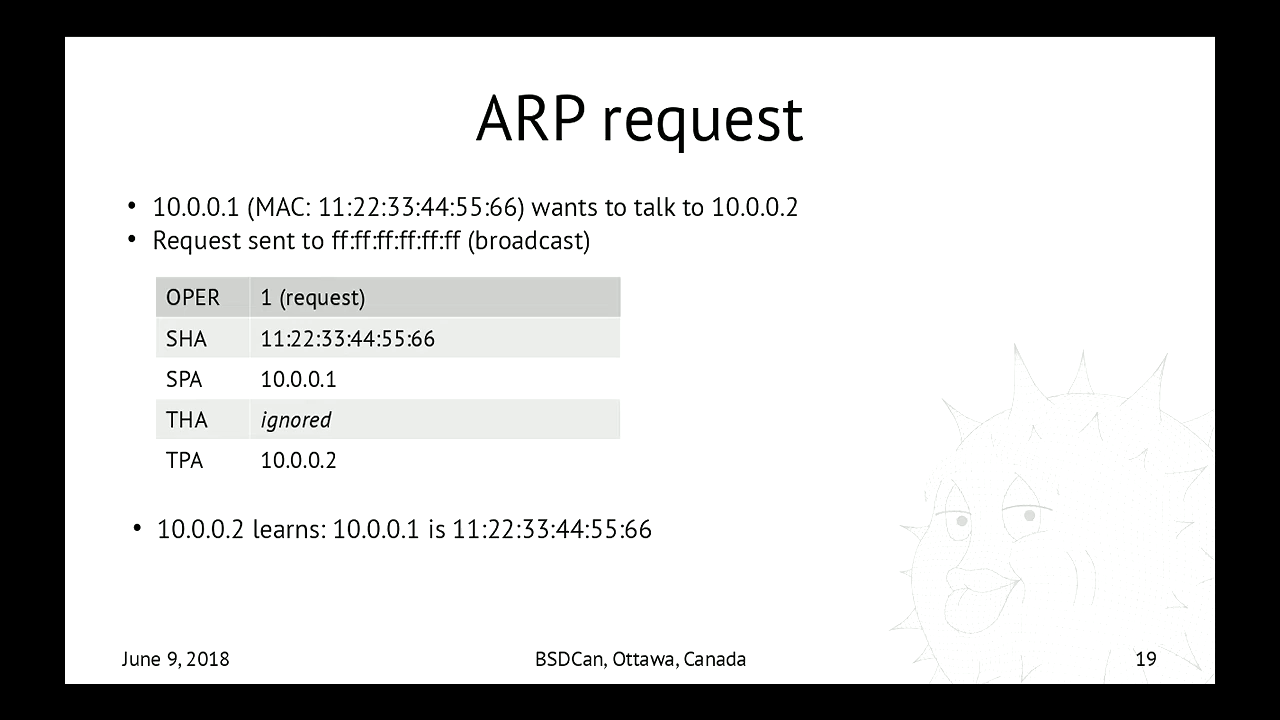 ARP request
• 10.0.0.1 (MAC: 11:22:33:44:55:66) wants to talk to 10.0.0.2
• Request sent to ff:ff:ff:ff:ff:ff (broadcast)
OPER 1 (request)
SHA 11:22:33:44:55:66
SPA 10.0.0.1
THA ignored
TPA 10.0.0.2
• 10.0.0.2 learns: 10.0.0.1 is 11:22:33:44:55:66
June 9, 2018 BSDCan, Ottawa, Canada 19